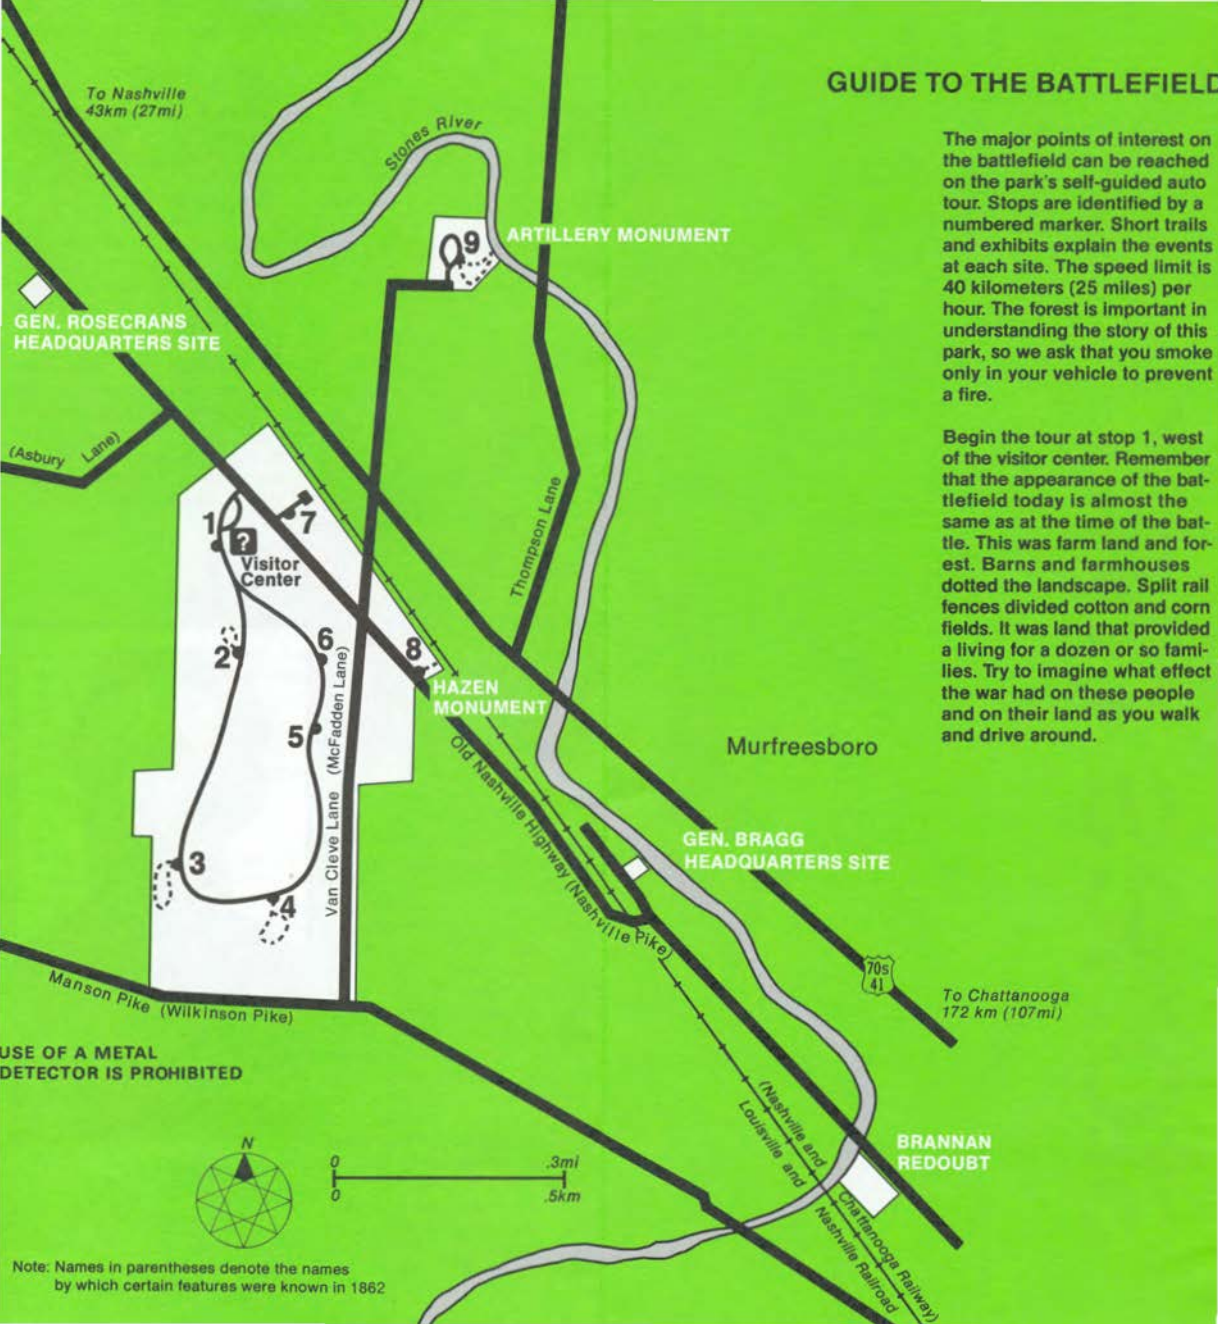 To Nashville
43km (27mi)
Stones River
GUIDE TO THE BATTLEFIELD
The major points of interest on
the battlefield can be reached
on the park's self-guided auto
tour. Stops are identified by a
numbered marker. Short trails
and exhibits explain the events
at each site. The speed limit is
40 kilometers (25 miles) per
hour. The forest is important in
understanding the story of this
park, so we ask that you smoke
only in your vehicle to prevent
a fire.
Begin the tour at stop 1, west
of the visitor center. Remember
that the appearance of the bat-
tlefield today is almost the
same as at the time of the bat-
tle. This was farm land and for-
est. Barns and farmhouses
dotted the landscape. Split rail
fences divided cotton and corn
fields. It was land that provided
a living for a dozen or so fami-
lies. Try to imagine what effect
the war had on these people
and on their land as you walk
and drive around.
9
ARTILLERY MONUMENT
GEN. ROSECRANS
HEADQUARTERS SITE
(Asbury Lane)
1
?
7
Visitor
Center
Thompson Lane
2
6
8
HAZEN
MONUMENT
5
Van Cleve Lane (McFadden Lane)
Old Nashville Highway (Nashville Pike)
Murfreesboro
GEN. BRAGG
HEADQUARTERS SITE
3
4
70s
41
Manson Pike (Wilkinson Pike)
To Chattanooga
172 km (107mi)
USE OF A METAL
DETECTOR IS PROHIBITED
(Nashville and Chattanooga Railway)
Louisville and Nashville Railroad
BRANNAN
REDOUBT
N
0 .3mi
0 .5km
Note: Names in parentheses denote the names
by which certain features were known in 1862